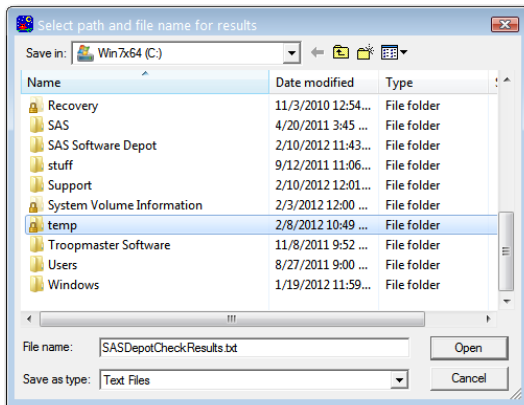 Select path and file name for results
Save in: Win7x64 (C:)
Name Date modified Type
Recovery 11/3/2010 12:54... File folder
SAS 4/20/2011 3:45 ... File folder
SAS Software Depot 2/10/2012 11:43... File folder
stuff 9/12/2011 11:06... File folder
Support 2/10/2012 12:01... File folder
System Volume Information 2/3/2012 12:00 ... File folder
temp 2/8/2012 10:49 ... File folder
Troopmaster Software 11/8/2011 9:52 ... File folder
Users 8/27/2011 9:00 ... File folder
Windows 1/19/2012 11:59... File folder
File name: SASDepotCheckResults.txt Open
Save as type: Text Files Cancel